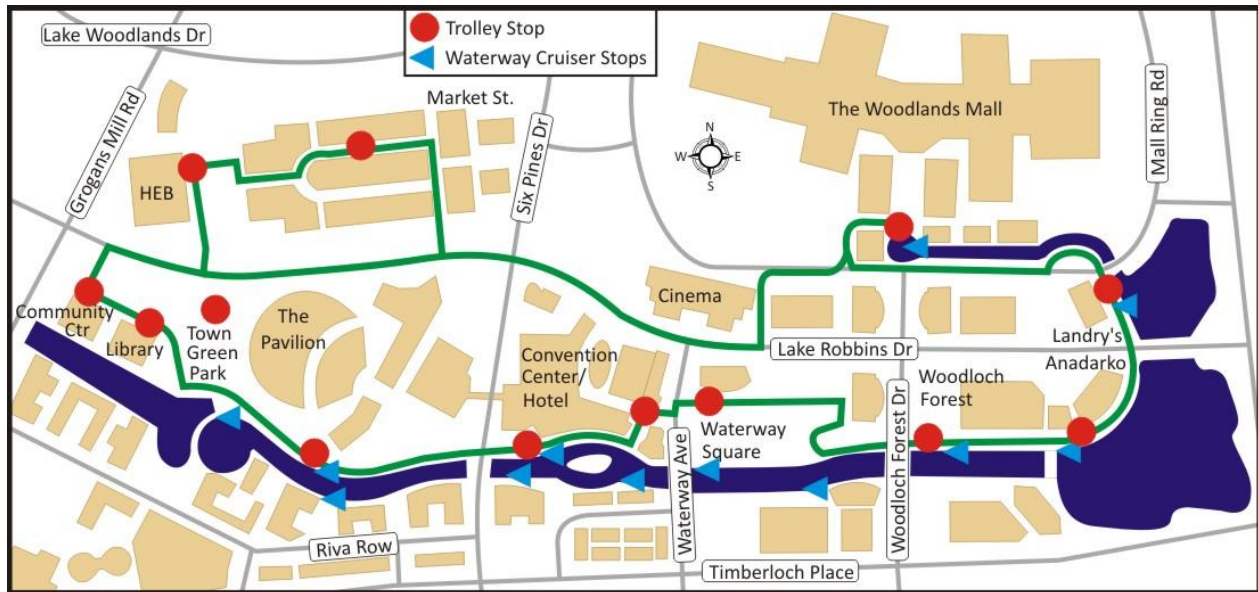 Lake Woodlands Dr
Trolley Stop
Waterway Cruiser Stops
Grogans Mill Rd
HEB
Market St.
Six Pines Dr
N
W E
S
The Woodlands Mall
Mall Ring Rd
Community
Ctr
Library
Town
Green
Park
The
Pavilion
Convention
Center/
Hotel
Cinema
Lake Robbins Dr
Landry's
Anadarko
Waterway
Square
Waterway Ave
Woodloch
Forest
Woodloch Forest Dr
Riva Row
Timberloch Place